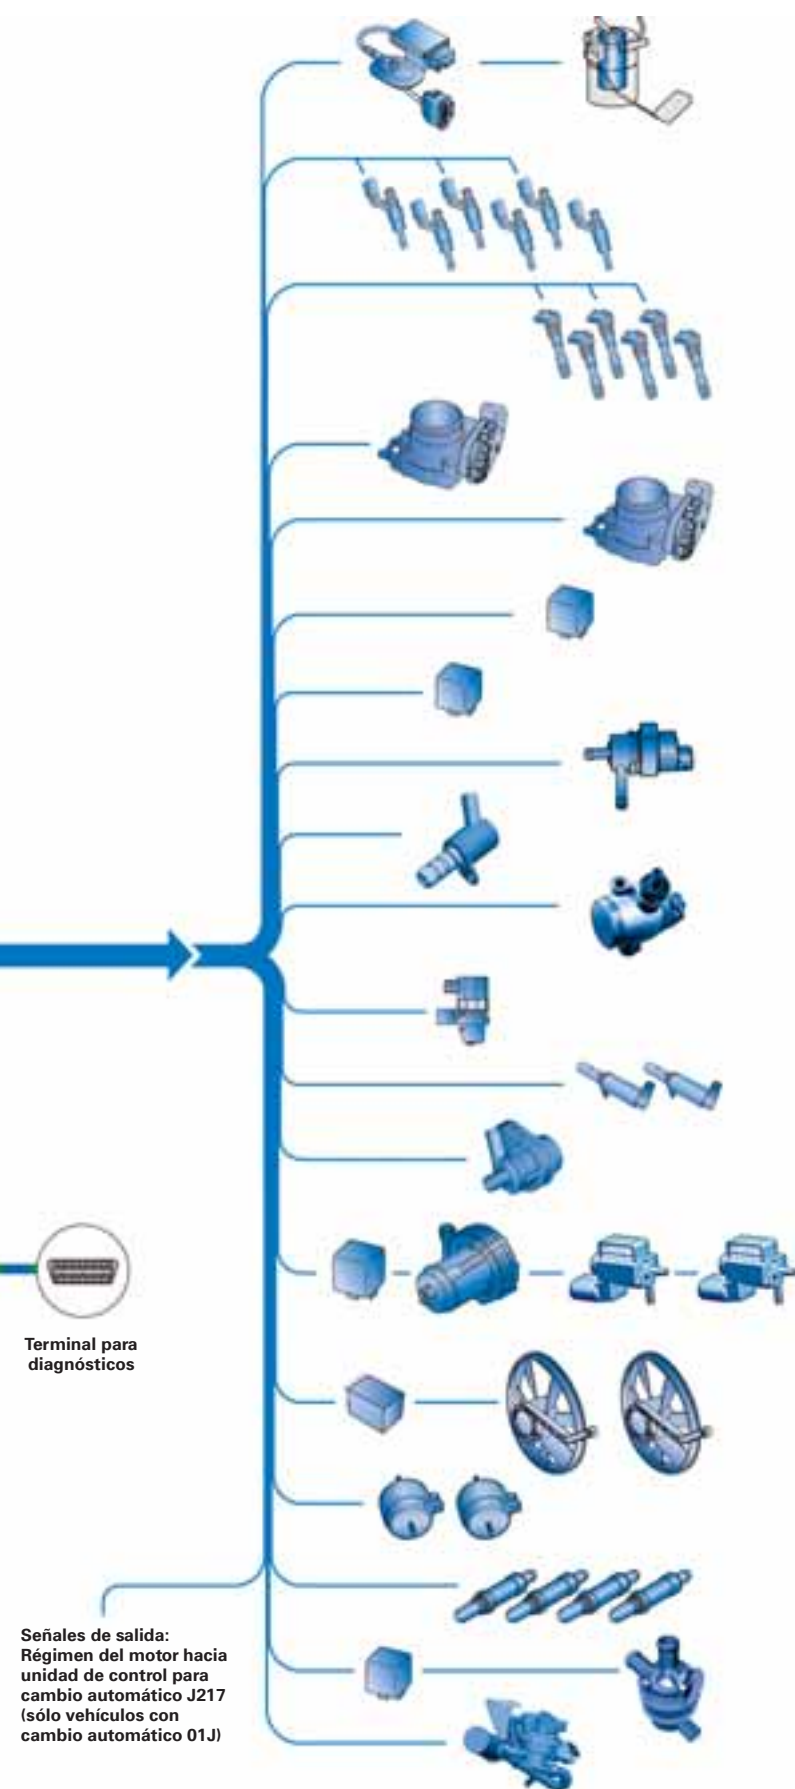 Terminal para
diagnósticos
Señales de salida:
Régimen del motor hacia
unidad de control para
cambio automático J217
(sólo vehículos con
cambio automático 01J)